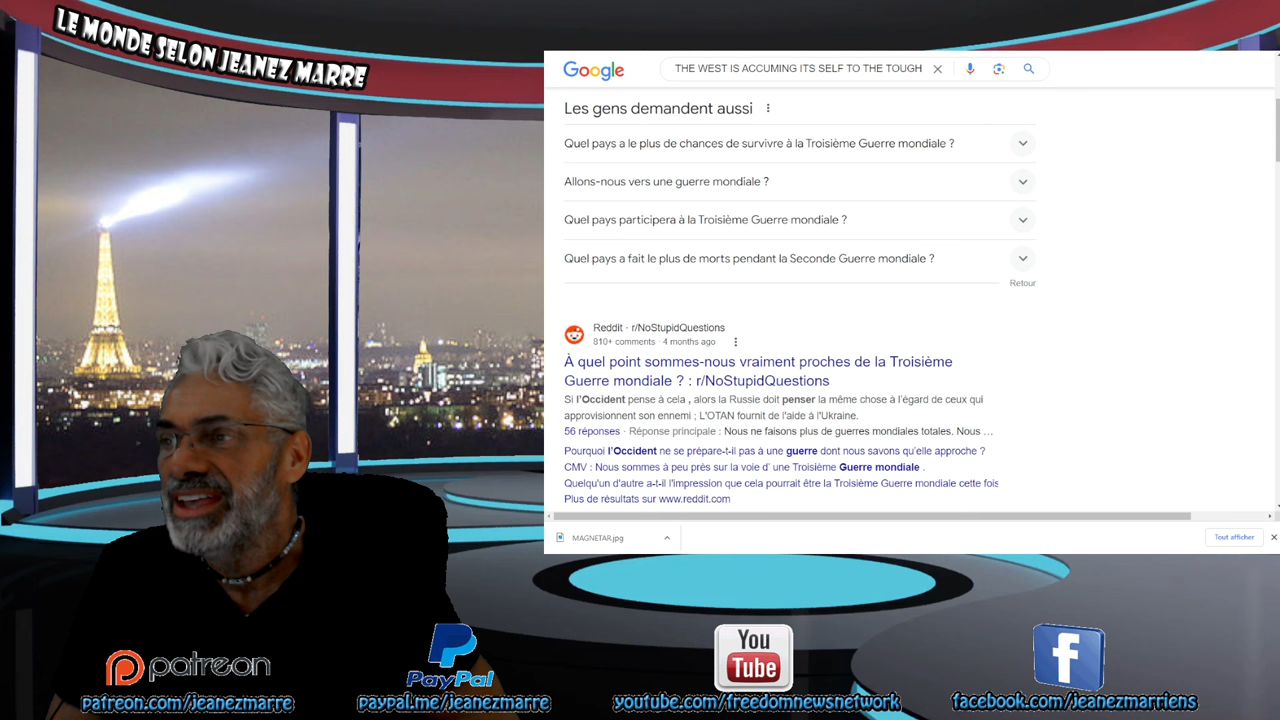 LE MONDE SELON JEANEZ MARRE
Google
THE WEST IS ACCUMING ITS SELF TO THE TOUGH
Les gens demandent aussi
Quel pays a le plus de chances de survivre à la Troisième Guerre mondiale ?
Allons-nous vers une guerre mondiale ?
Quel pays participera à la Troisième Guerre mondiale ?
Quel pays a fait le plus de morts pendant la Seconde Guerre mondiale ?
Retour
Reddit · r/NoStupidQuestions
810+ comments · 4 months ago
À quel point sommes-nous vraiment proches de la Troisième
Guerre mondiale ? : r/NoStupidQuestions
Si l'Occident pense à cela , alors la Russie doit penser la même chose à l'égard de ceux qui
approvisionnent son ennemi ; L'OTAN fournit de l'aide à l'Ukraine.
56 réponses · Réponse principale : Nous ne faisons plus de guerres mondiales totales. Nous ...
Pourquoi l'Occident ne se prépare-t-il pas à une guerre dont nous savons qu'elle approche ?
CMV : Nous sommes à peu près sur la voie d' une Troisième Guerre mondiale .
Quelqu'un d'autre a-t-il l'impression que cela pourrait être la Troisième Guerre mondiale cette fois
Plus de résultats sur www.reddit.com
MAGNETAR.jpg
Tout afficher
patreon
PayPal
You
Tube
f
patreon.com/jeanezmarre
paypal.me/jeanezmarre
youtube.com/freedomnewsnetwork
facebook.com/jeanezmarriens